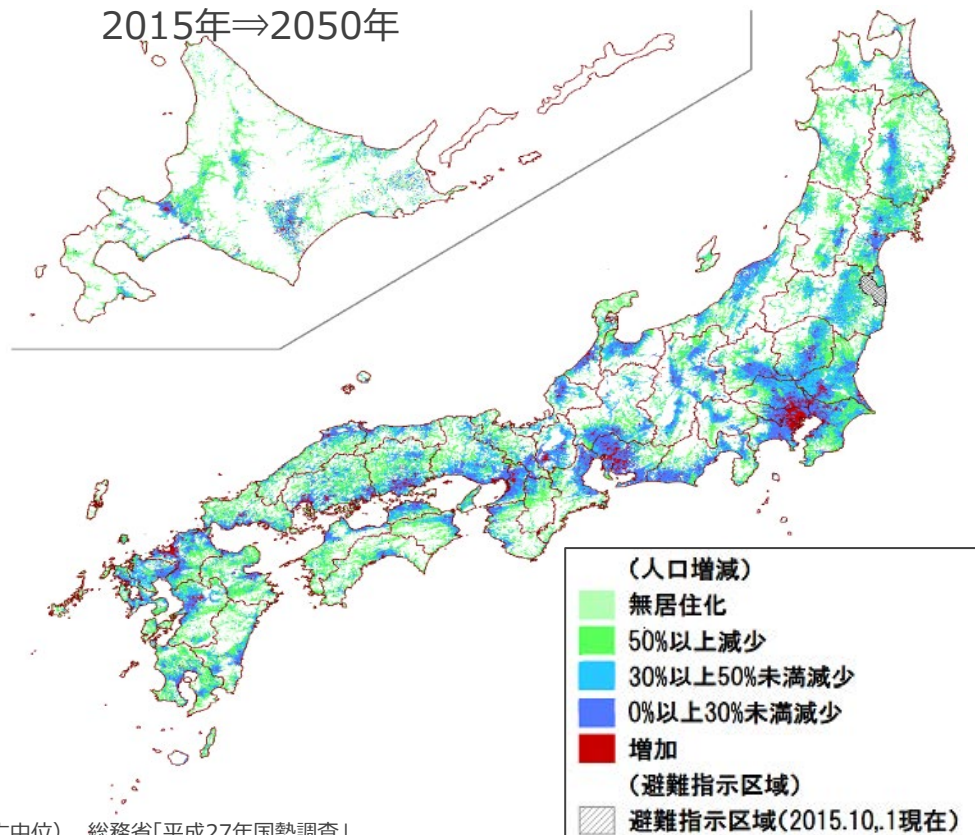 2015年⇒2050年
(人口増減)
無居住化
50%以上減少
30%以上50%未満減少
0%以上30%未満減少
増加
(避難指示区域)
避難指示区域(2015.10,.1現在)
中位) 総務省「平成27年国勢調査」